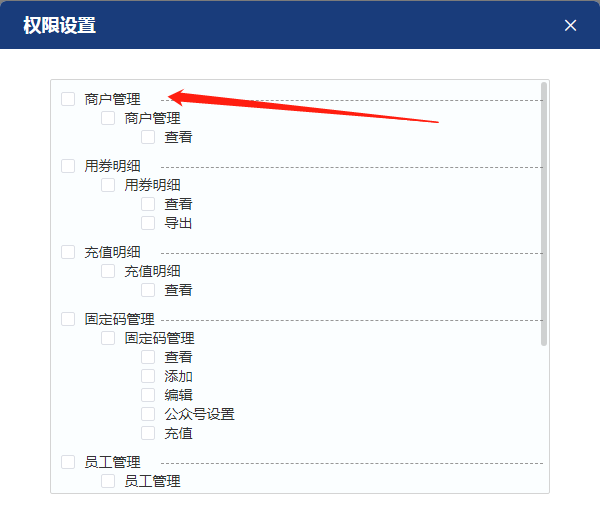 权限设置
商户管理
商户管理
查看
用券明细
用券明细
查看
导出
充值明细
充值明细
查看
固定码管理
固定码管理
查看
添加
编辑
公众号设置
充值
员工管理
员工管理